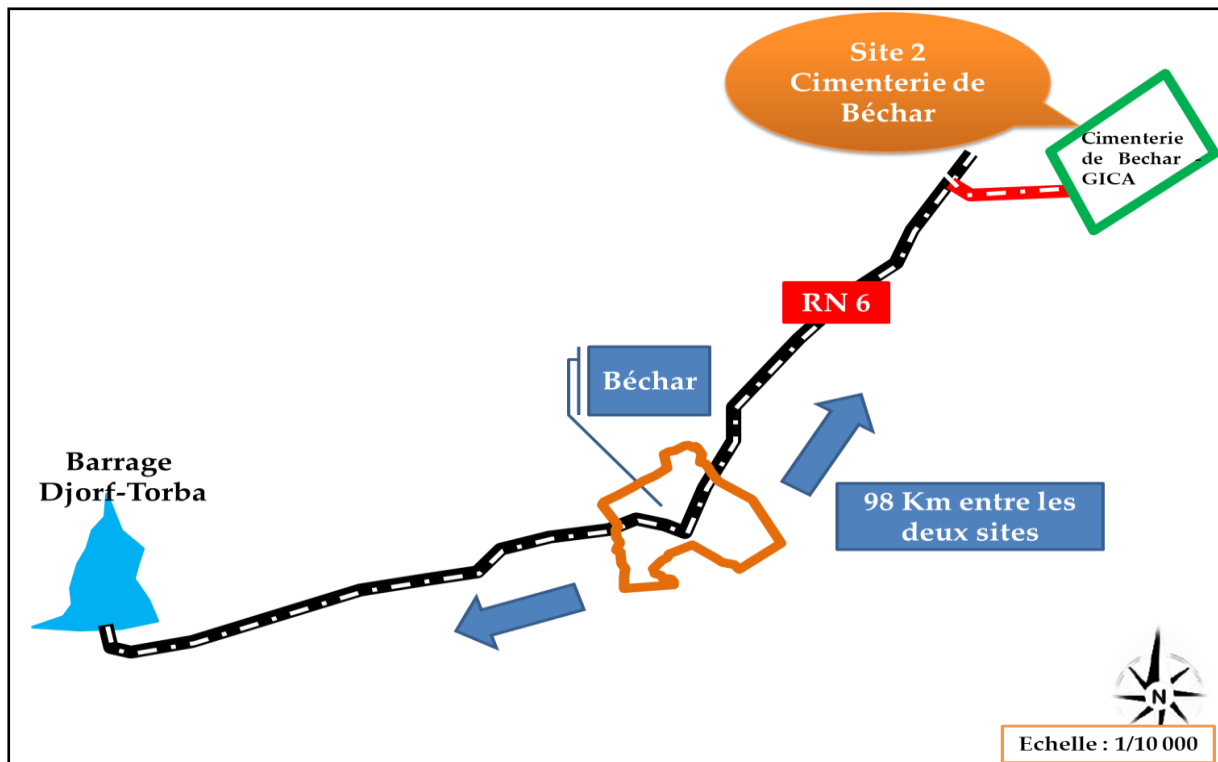 Site 2
Cimenterie de
Béchar
Cimenterie
de Bechar -
GICA
RN 6
Béchar
Barrage
Djorf-Torba
98 Km entre les
deux sites
N
Echelle : 1/10 000